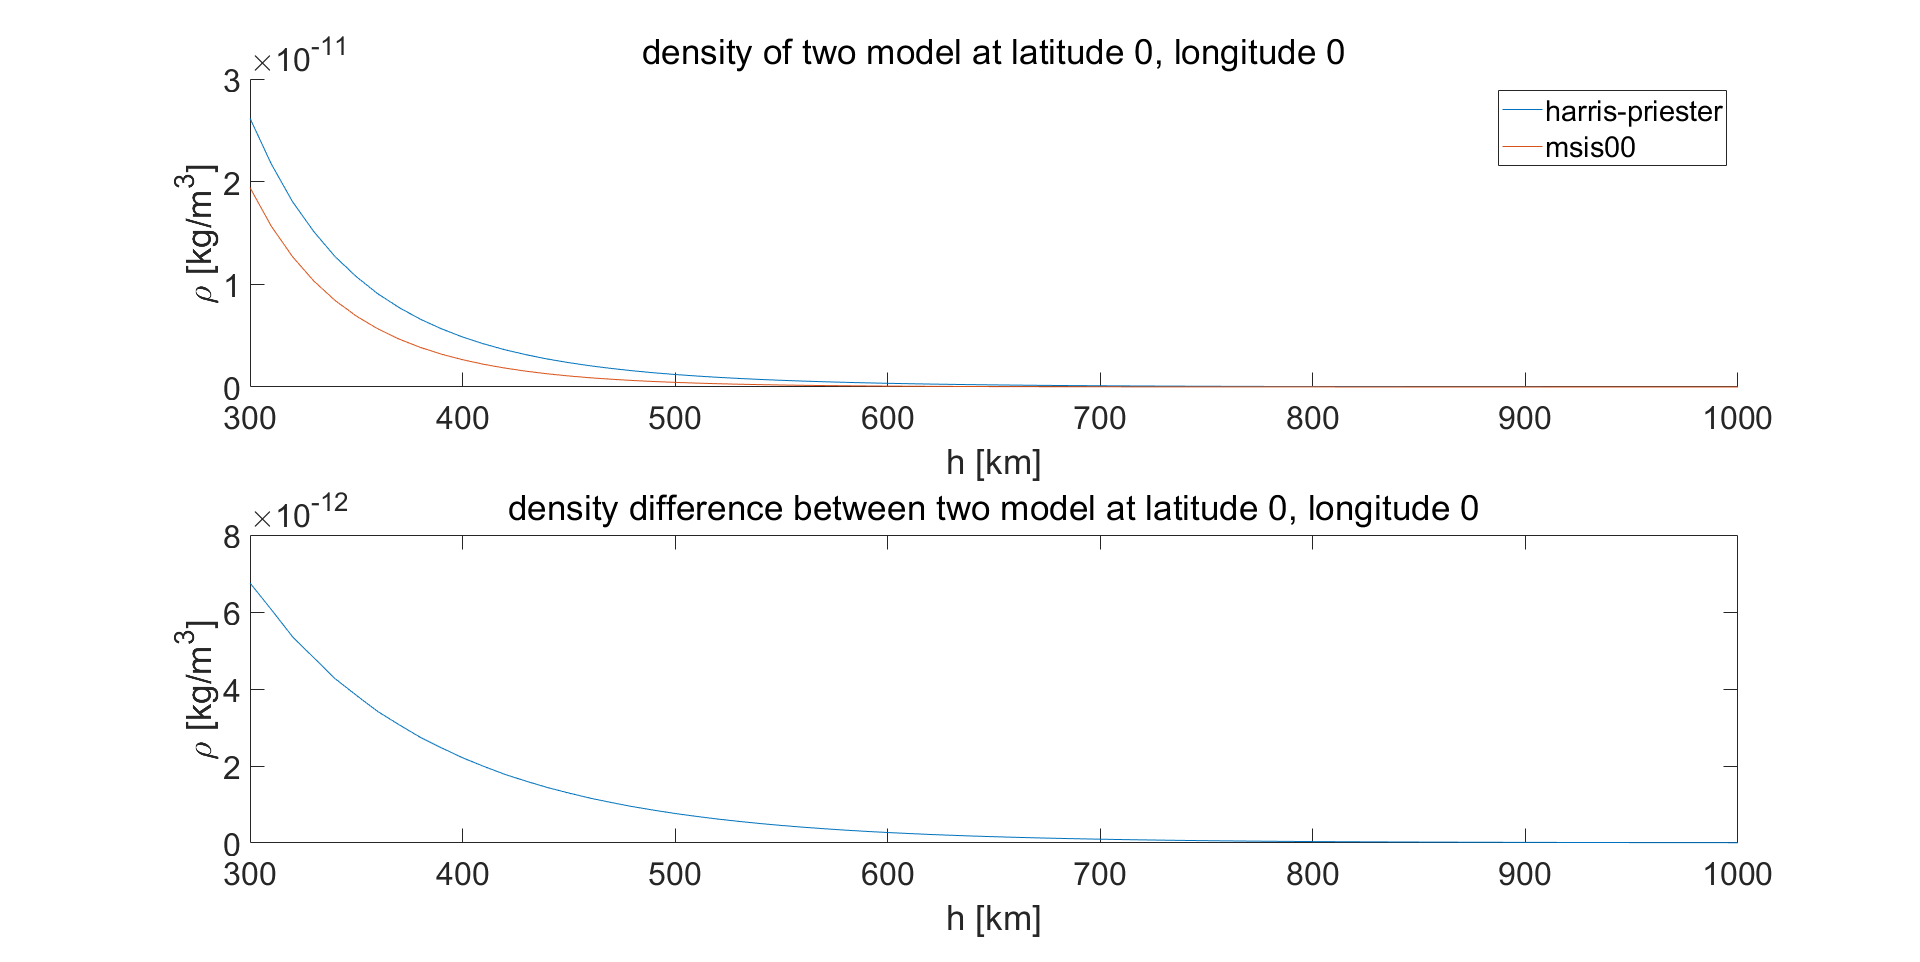 ×10⁻¹¹
density of two model at latitude 0, longitude 0
3
2
1
0
ρ [kg/m³]
harris-priester
msis00
300 400 500 600 700 800 900 1000
h [km]
×10⁻¹²
density difference between two model at latitude 0, longitude 0
8
6
4
2
0
ρ [kg/m³]
300 400 500 600 700 800 900 1000
h [km]